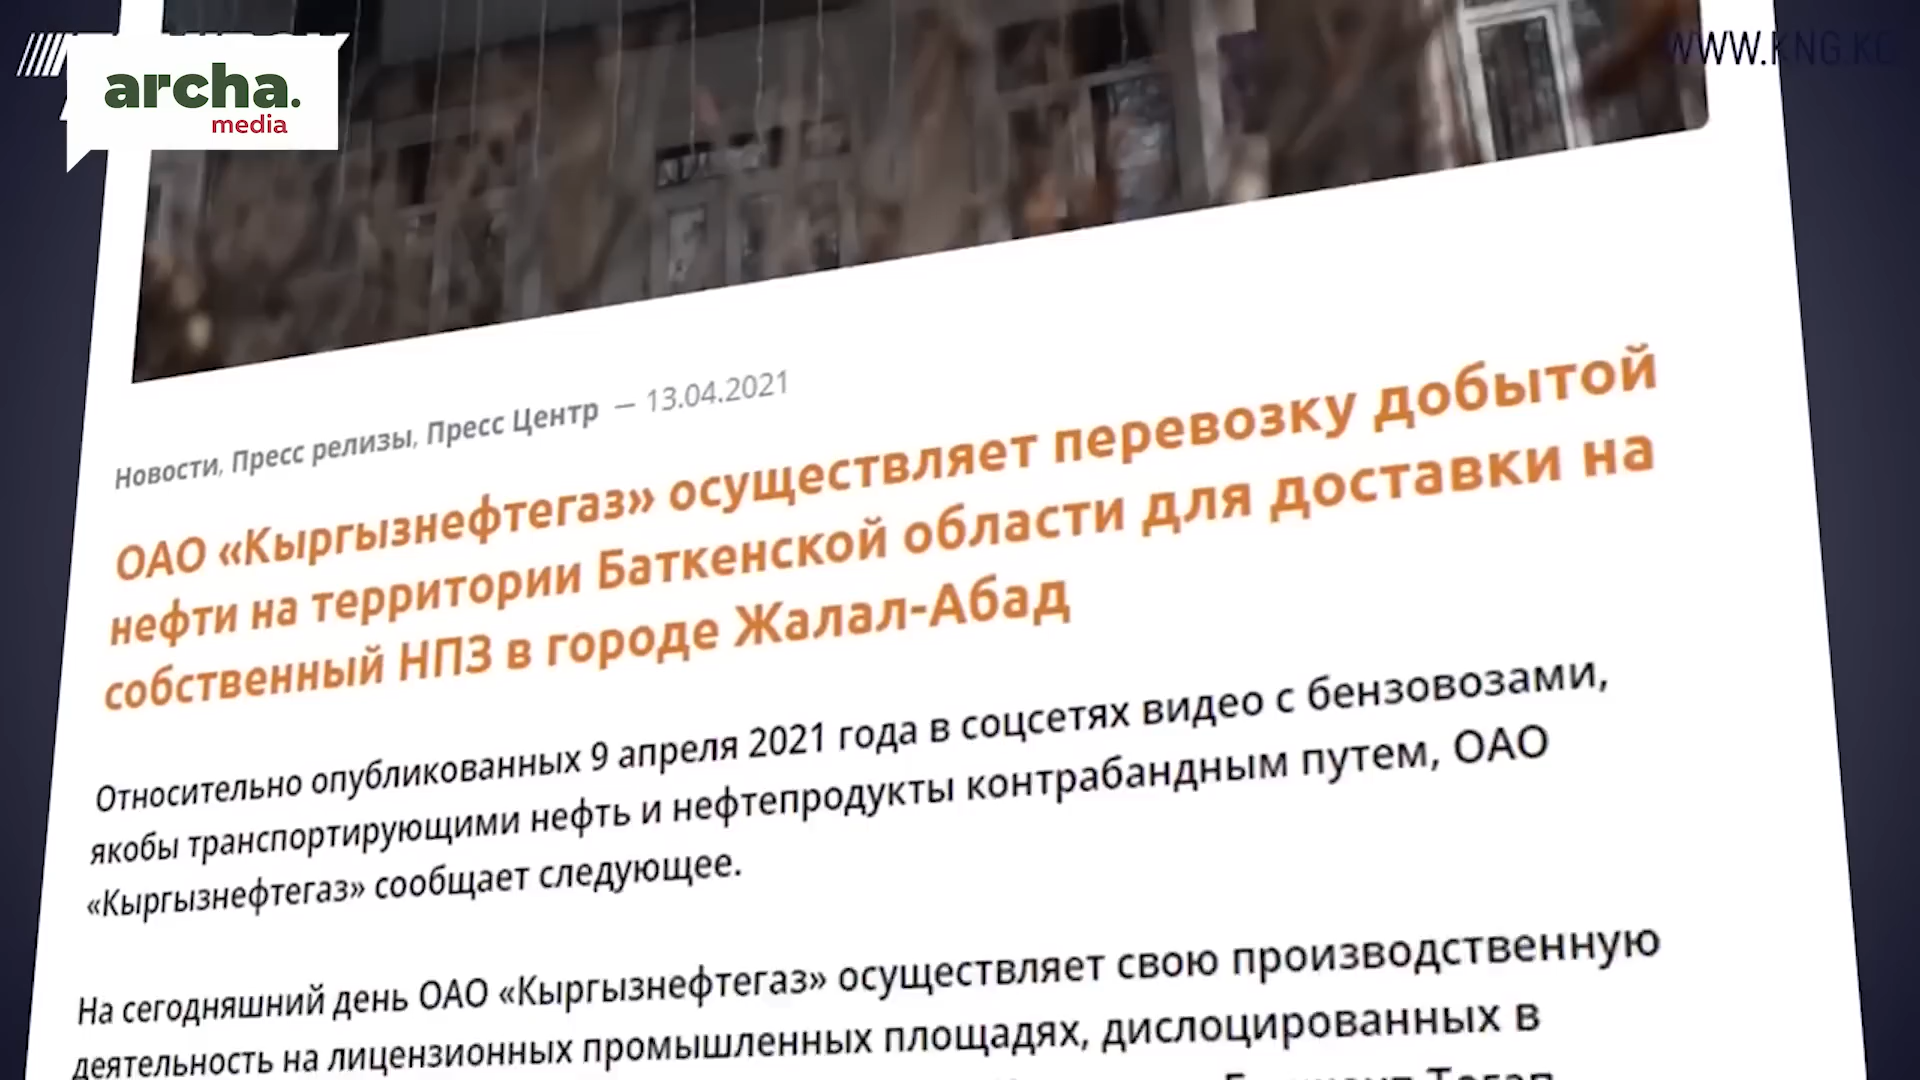 archa.
media
WWW.KNG.KG
Новости, Пресс релизы, Пресс Центр — 13.04.2021
ОАО «Кыргызнефтегаз» осуществляет перевозку добытой
нефти на территории Баткенской области для доставки на
собственный НПЗ в городе Жалал-Абад
Относительно опубликованных 9 апреля 2021 года в соцсетях видео с бензовозами,
якобы транспортирующими нефть и нефтепродукты контрабандным путем, ОАО
«Кыргызнефтегаз» сообщает следующее.
На сегодняшний день ОАО «Кыргызнефтегаз» осуществляет свою производственную
деятельность на лицензионных промышленных площадях, дислоцированных в